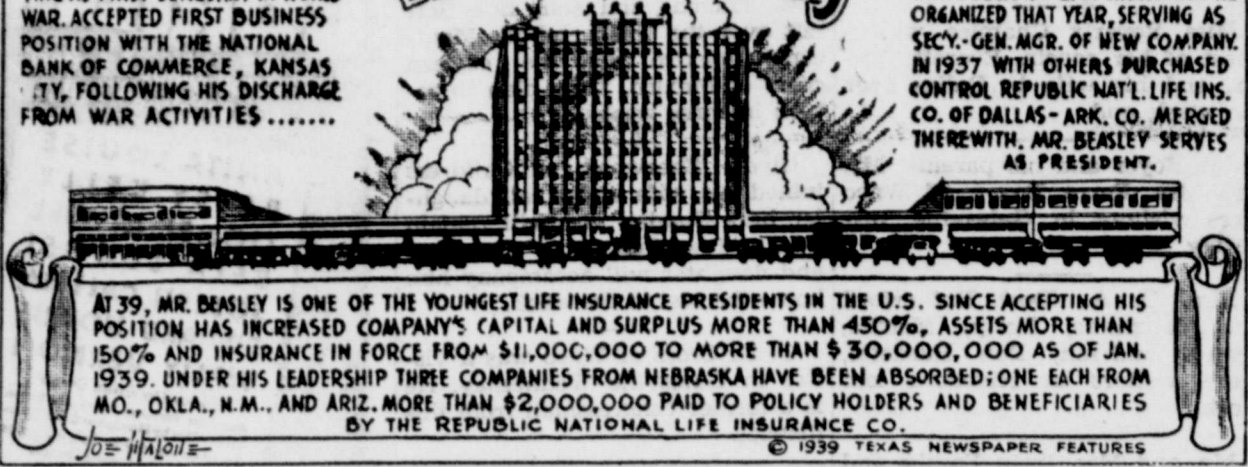 WAR. ACCEPTED FIRST BUSINESS
POSITION WITH THE NATIONAL
BANK OF COMMERCE, KANSAS
TY, FOLLOWING HIS DISCHARGE
FROM WAR ACTIVITIES .......
ORGANIZED THAT YEAR, SERVING AS
SEC'Y.-GEN. MGR. OF NEW COMPANY.
IN 1937 WITH OTHERS PURCHASED
CONTROL REPUBLIC NAT'L. LIFE INS.
CO. OF DALLAS - ARK. CO. MERGED
THEREWITH. MR. BEASLEY SERVES
AS PRESIDENT.
AT 39, MR. BEASLEY IS ONE OF THE YOUNGEST LIFE INSURANCE PRESIDENTS IN THE U.S. SINCE ACCEPTING HIS
POSITION HAS INCREASED COMPANY'S CAPITAL AND SURPLUS MORE THAN 450%, ASSETS MORE THAN
150% AND INSURANCE IN FORCE FROM $11,000,000 TO MORE THAN $30,000,000 AS OF JAN.
1939. UNDER HIS LEADERSHIP THREE COMPANIES FROM NEBRASKA HAVE BEEN ABSORBED; ONE EACH FROM
MO., OKLA., N.M., AND ARIZ. MORE THAN $2,000,000 PAID TO POLICY HOLDERS AND BENEFICIARIES
BY THE REPUBLIC NATIONAL LIFE INSURANCE CO.
JOE MALONE
© 1939 TEXAS NEWSPAPER FEATURES